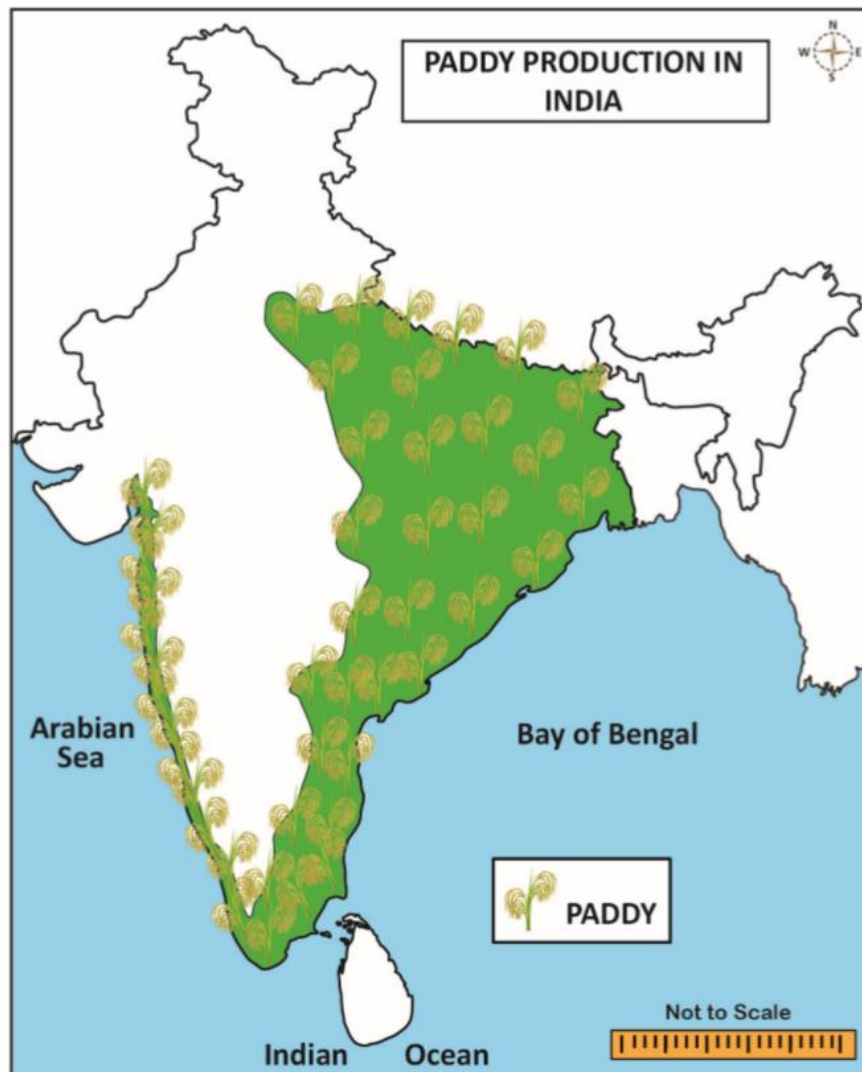 PADDY PRODUCTION IN
INDIA
N
W
E
S
Arabian
Sea
Bay of Bengal
PADDY
Not to Scale
Indian Ocean